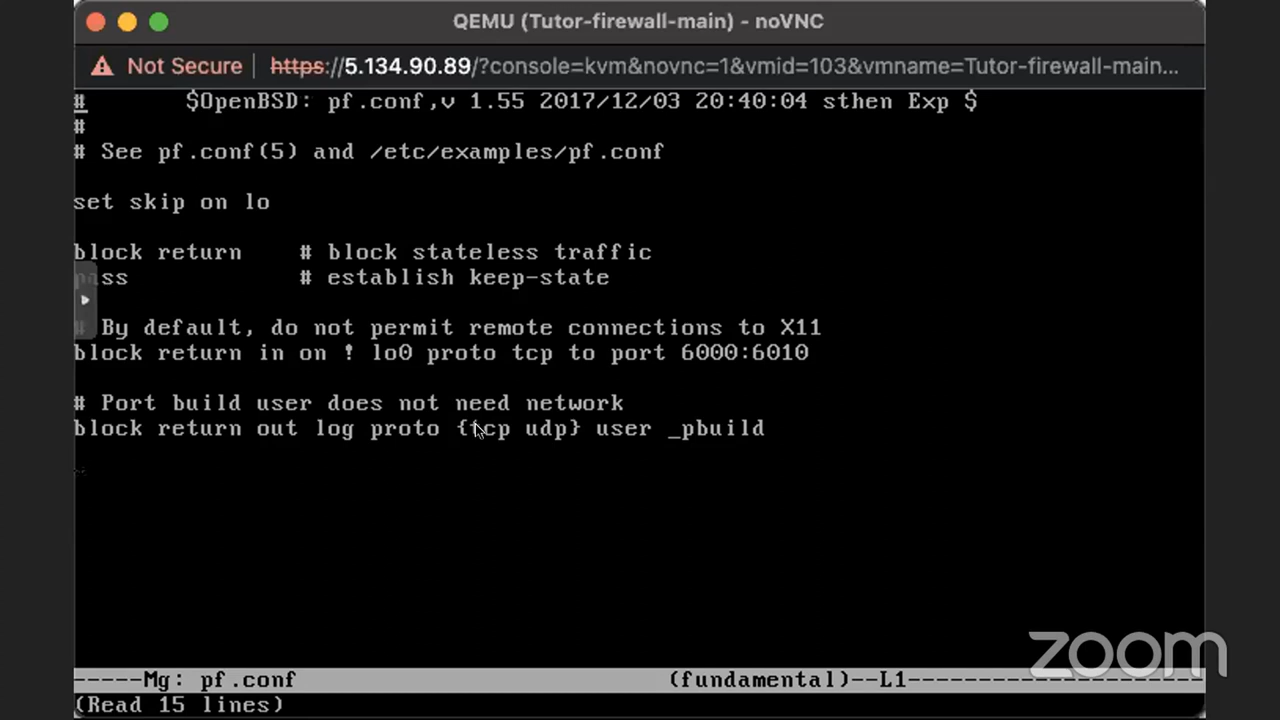 QEMU (Tutor-firewall-main) - noVNC
Not Secure | https://5.134.90.89/?console=kvm&novnc=1&vmid=103&vmname=Tutor-firewall-main...
# $OpenBSD: pf.conf,v 1.55 2017/12/03 20:40:04 sthen Exp $
#
# See pf.conf(5) and /etc/examples/pf.conf
set skip on lo
block return # block stateless traffic
pass # establish keep-state
# By default, do not permit remote connections to X11
block return in on ! lo0 proto tcp to port 6000:6010
# Port build user does not need network
block return out log proto {tcp udp} user _pbuild
zoom
-----Mg: pf.conf (fundamental)--L1---------------------
(Read 15 lines)